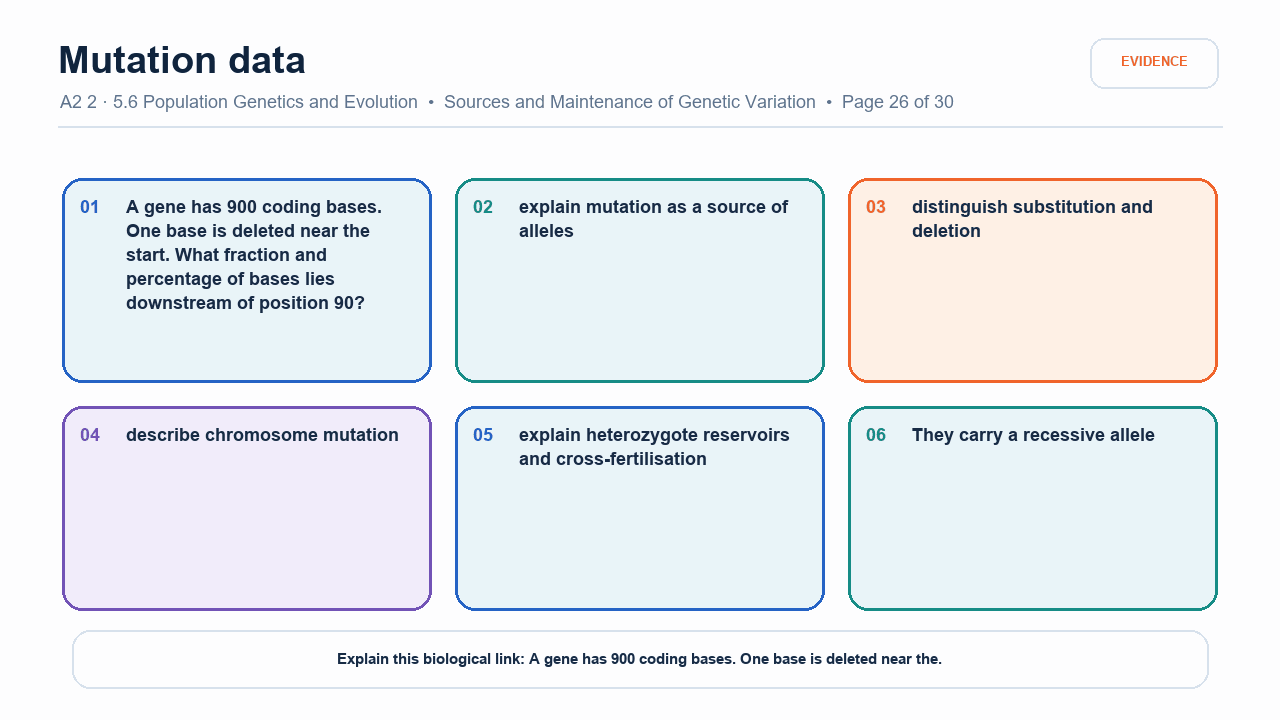 Mutation data
EVIDENCE
A2 2 · 5.6 Population Genetics and Evolution • Sources and Maintenance of Genetic Variation • Page 26 of 30
01
A gene has 900 coding bases.
One base is deleted near the
start. What fraction and
percentage of bases lies
downstream of position 90?
02
explain mutation as a source of
alleles
03
distinguish substitution and
deletion
04
describe chromosome mutation
05
explain heterozygote reservoirs
and cross-fertilisation
06
They carry a recessive allele
Explain this biological link: A gene has 900 coding bases. One base is deleted near the.